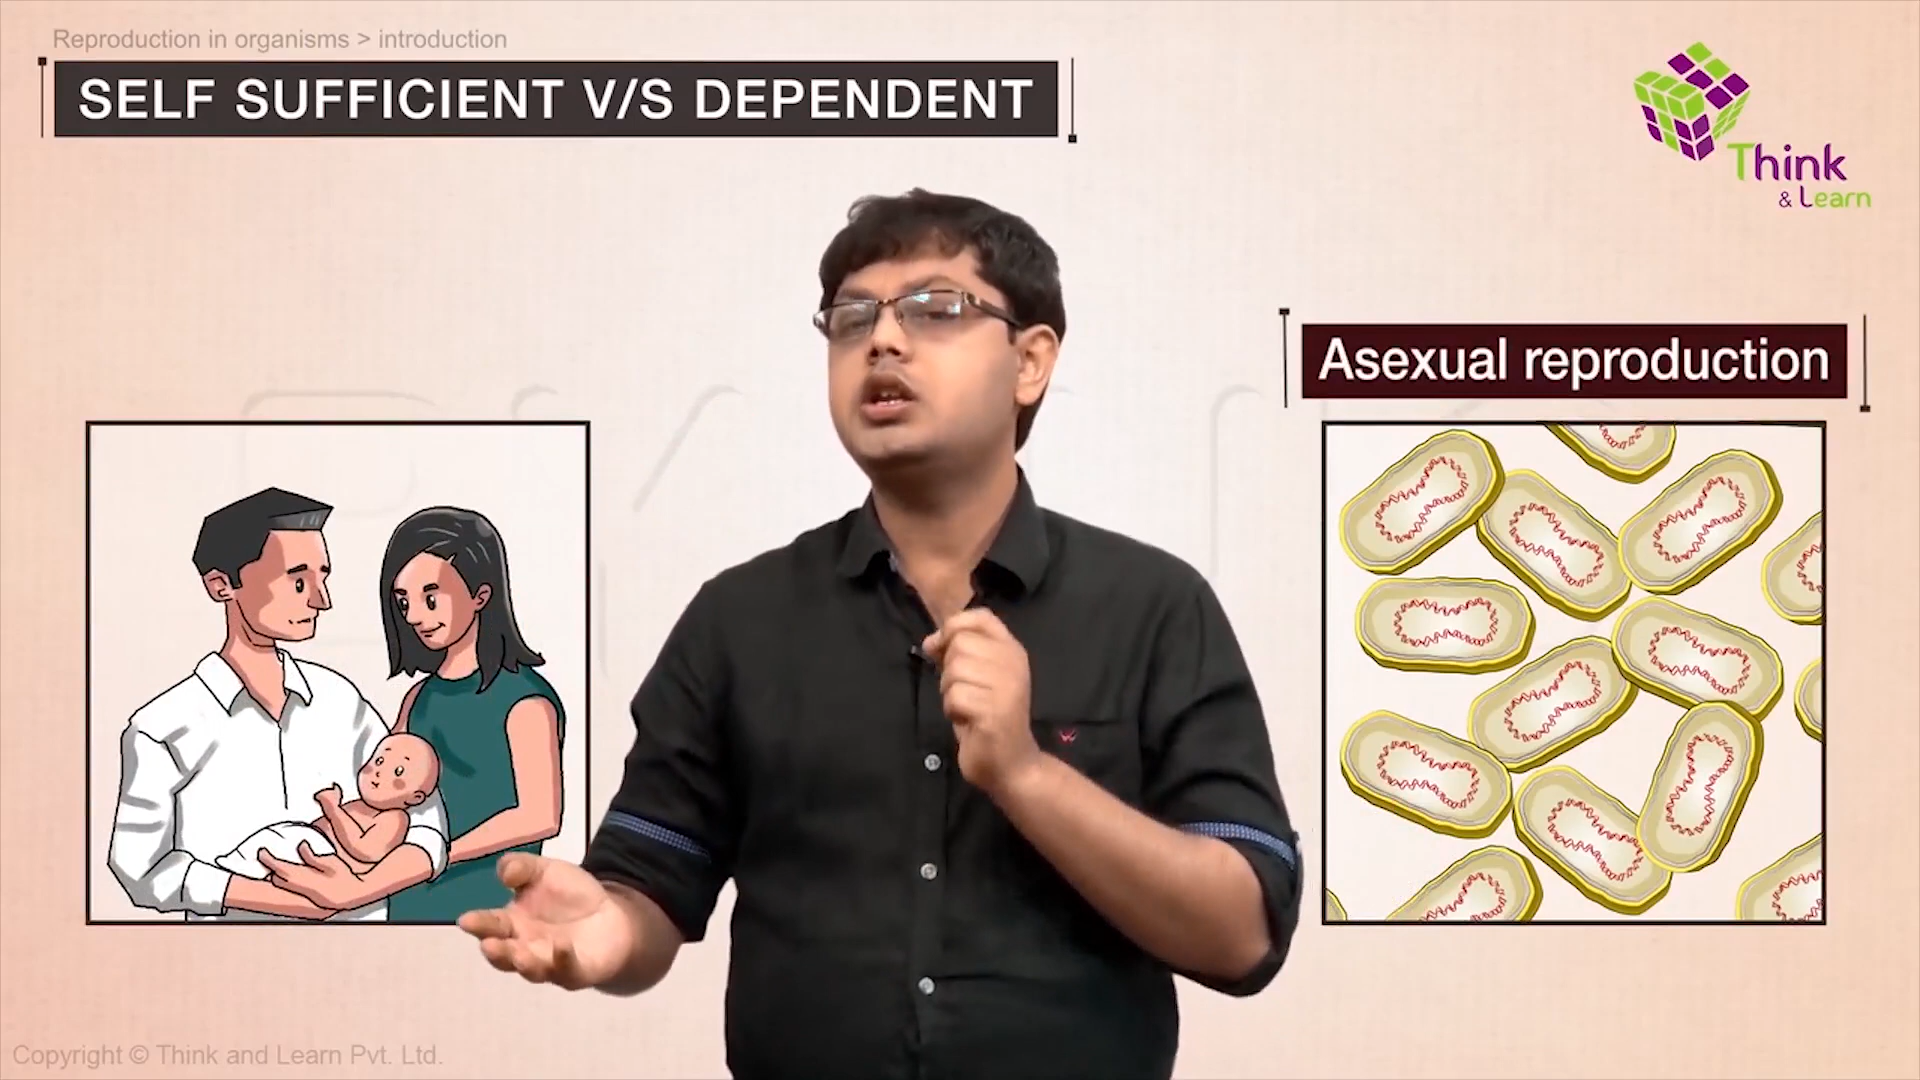 Reproduction in organisms > introduction
SELF SUFFICIENT V/S DEPENDENT
Think
& Learn
Asexual reproduction
Copyright © Think and Learn Pvt. Ltd.